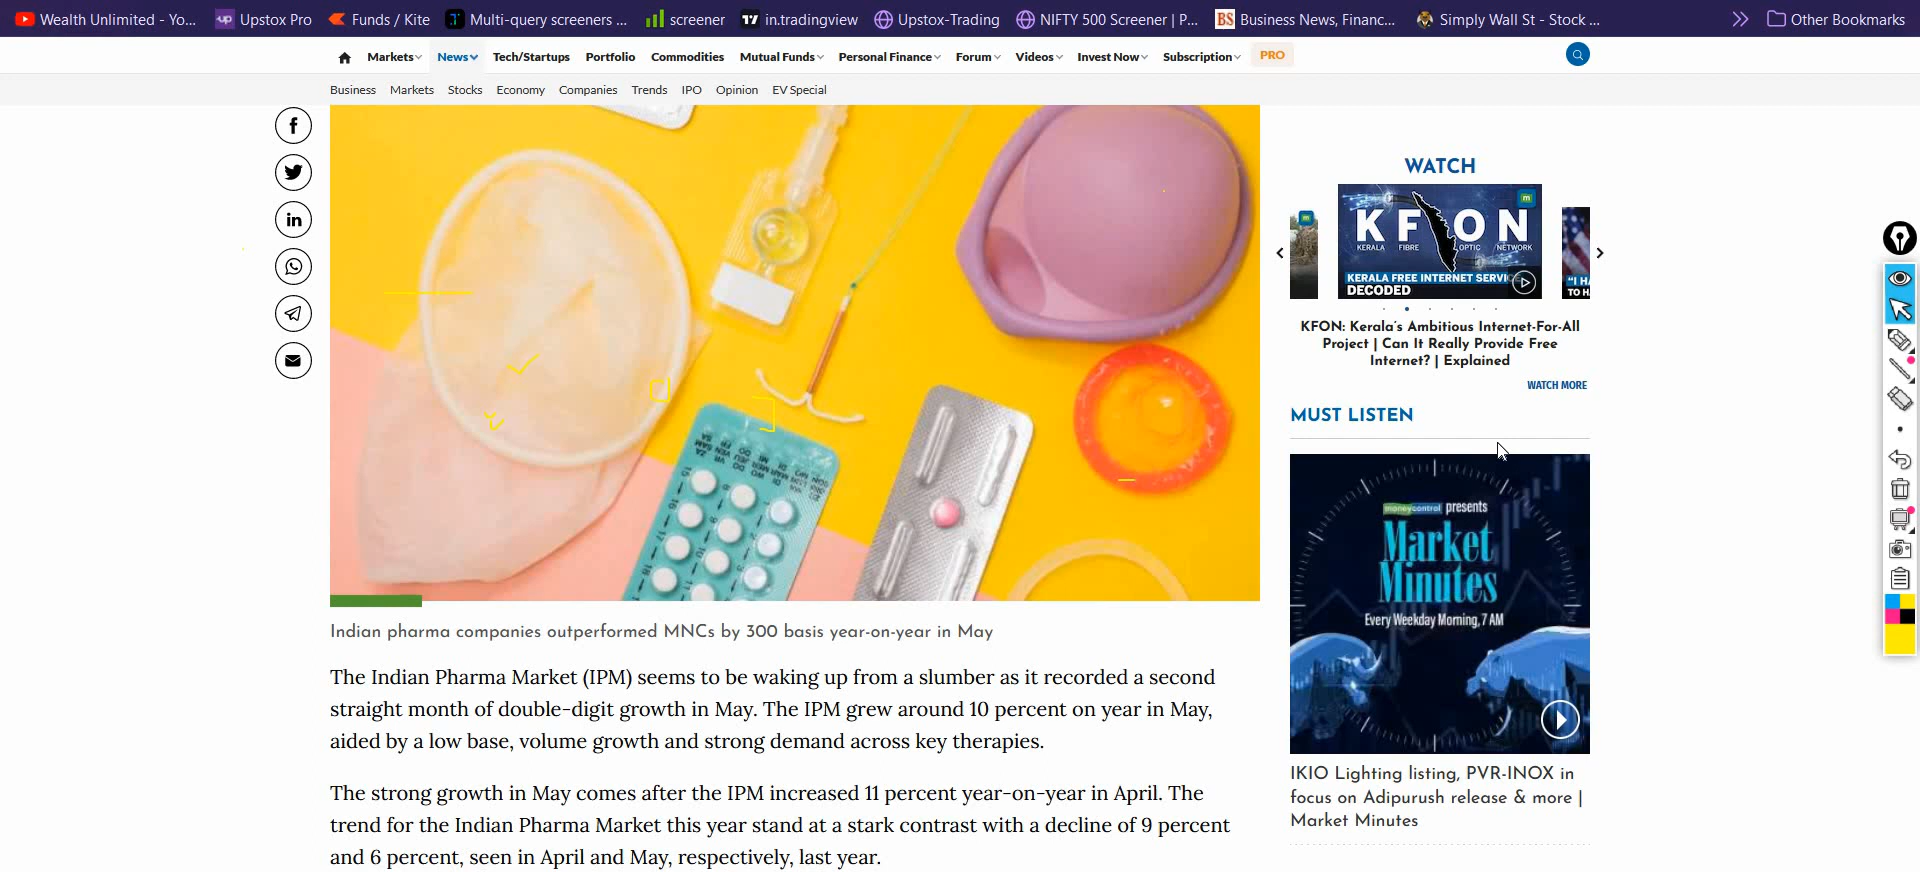 Wealth Unlimited - Yo...
up Upstox Pro
Funds / Kite
Multi-query screeners ...
screener
in.tradingview
Upstox-Trading
NIFTY 500 Screener | P...
BS Business News, Financ...
Simply Wall St - Stock ...
Other Bookmarks
Markets
News
Tech/Startups
Portfolio
Commodities
Mutual Funds
Personal Finance
Forum
Videos
Invest Now
Subscription
PRO
Business
Markets
Stocks
Economy
Companies
Trends
IPO
Opinion
EV Special
WATCH
KFON
KERALA FIBRE OPTIC NETWORK
KERALA FREE INTERNET SERVIC
DECODED
"I HA
TO HA
KFON: Kerala's Ambitious Internet-For-All
Project | Can It Really Provide Free
Internet? | Explained
WATCH MORE
MUST LISTEN
moneycontrol presents
Market
Minutes
Every Weekday Morning, 7 AM
IKIO Lighting listing, PVR-INOX in
focus on Adipurush release & more |
Market Minutes
Indian pharma companies outperformed MNCs by 300 basis year-on-year in May
The Indian Pharma Market (IPM) seems to be waking up from a slumber as it recorded a second
straight month of double-digit growth in May. The IPM grew around 10 percent on year in May,
aided by a low base, volume growth and strong demand across key therapies.
The strong growth in May comes after the IPM increased 11 percent year-on-year in April. The
trend for the Indian Pharma Market this year stand at a stark contrast with a decline of 9 percent
and 6 percent, seen in April and May, respectively, last year.